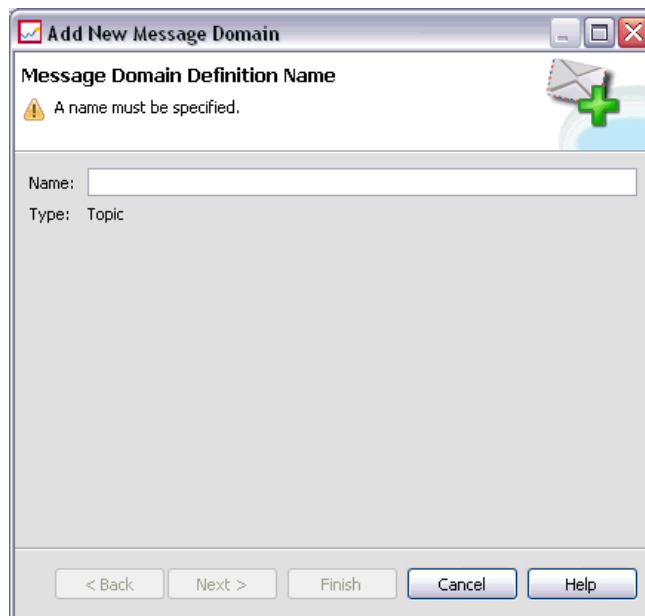 Add New Message Domain
Message Domain Definition Name
A name must be specified.
Name:
Type: Topic
< Back Next > Finish Cancel Help